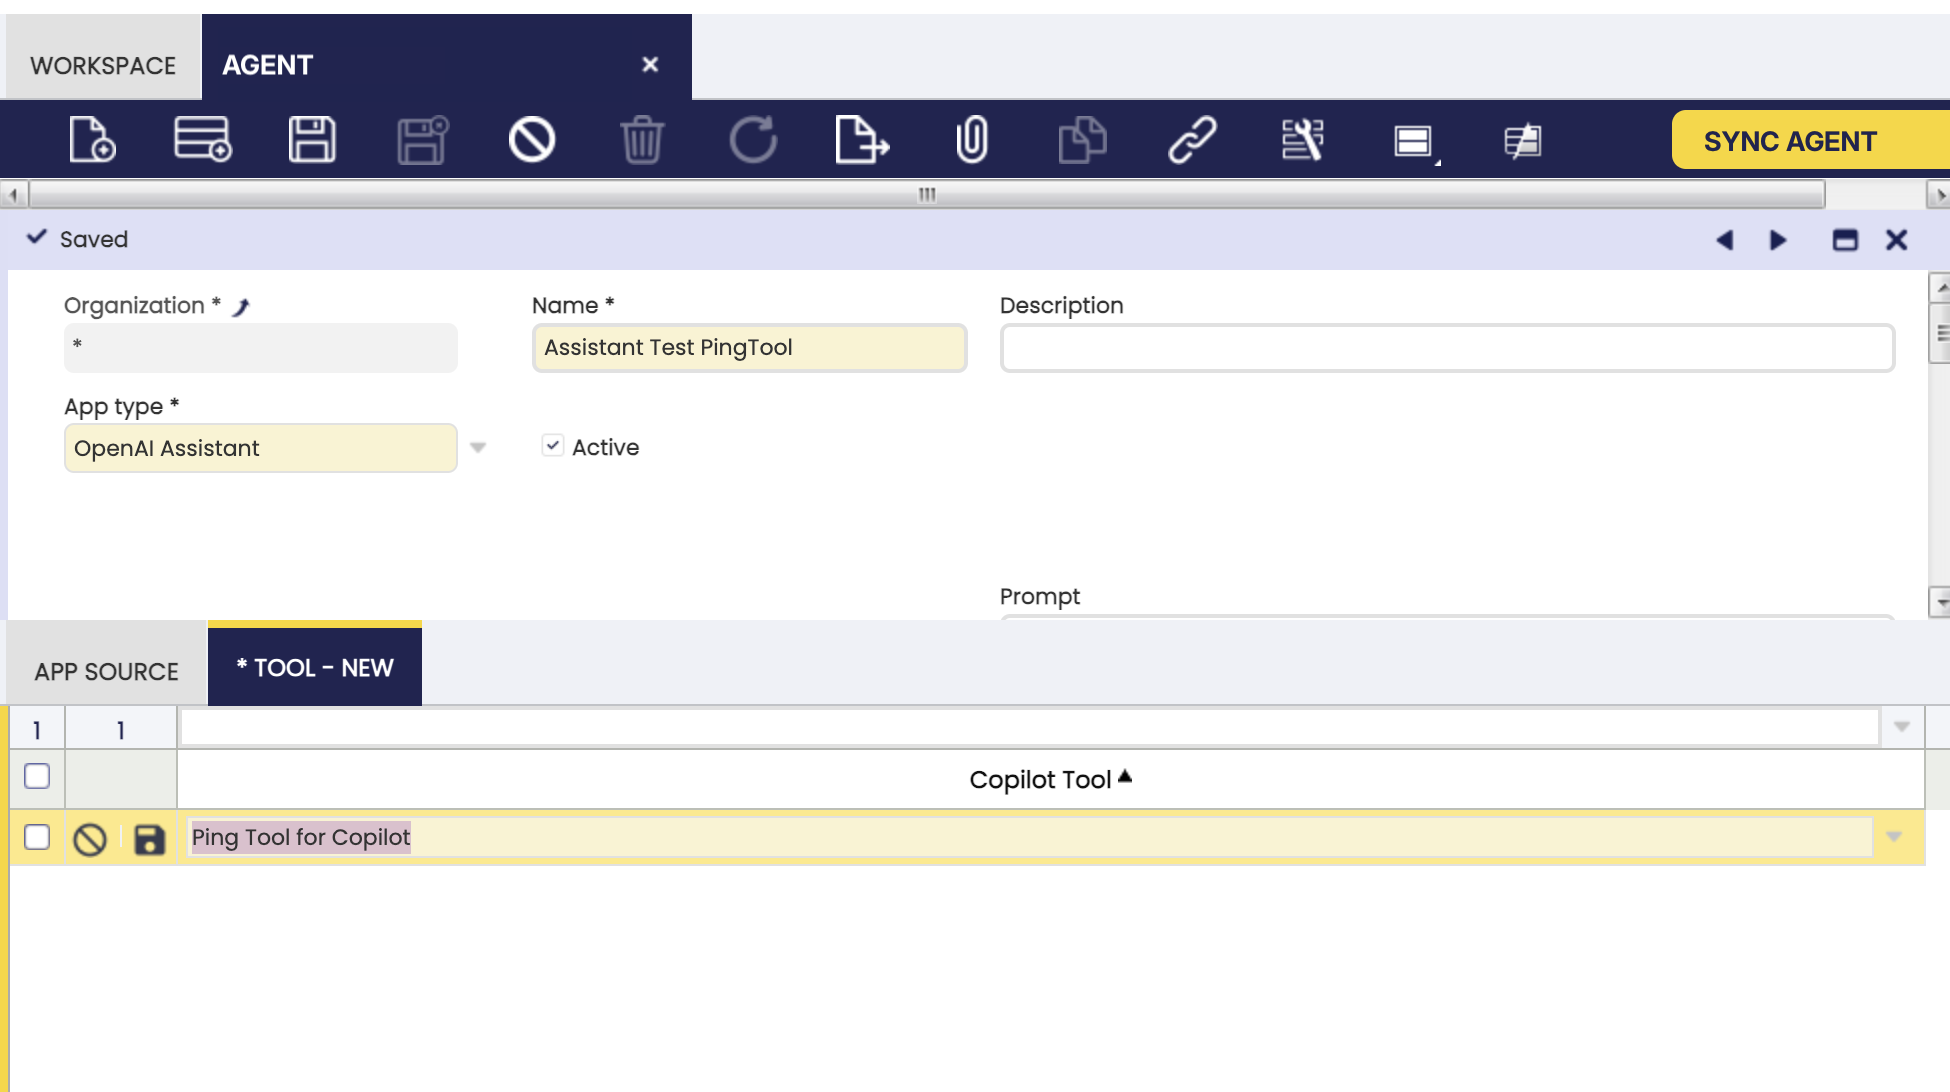 WORKSPACE
AGENT
SYNC AGENT
Saved
Organization *
Name *
Description
*
Assistant Test PingTool
App type *
OpenAI Assistant
Active
Prompt
APP SOURCE
* TOOL - NEW
1
1
Copilot Tool
Ping Tool for Copilot